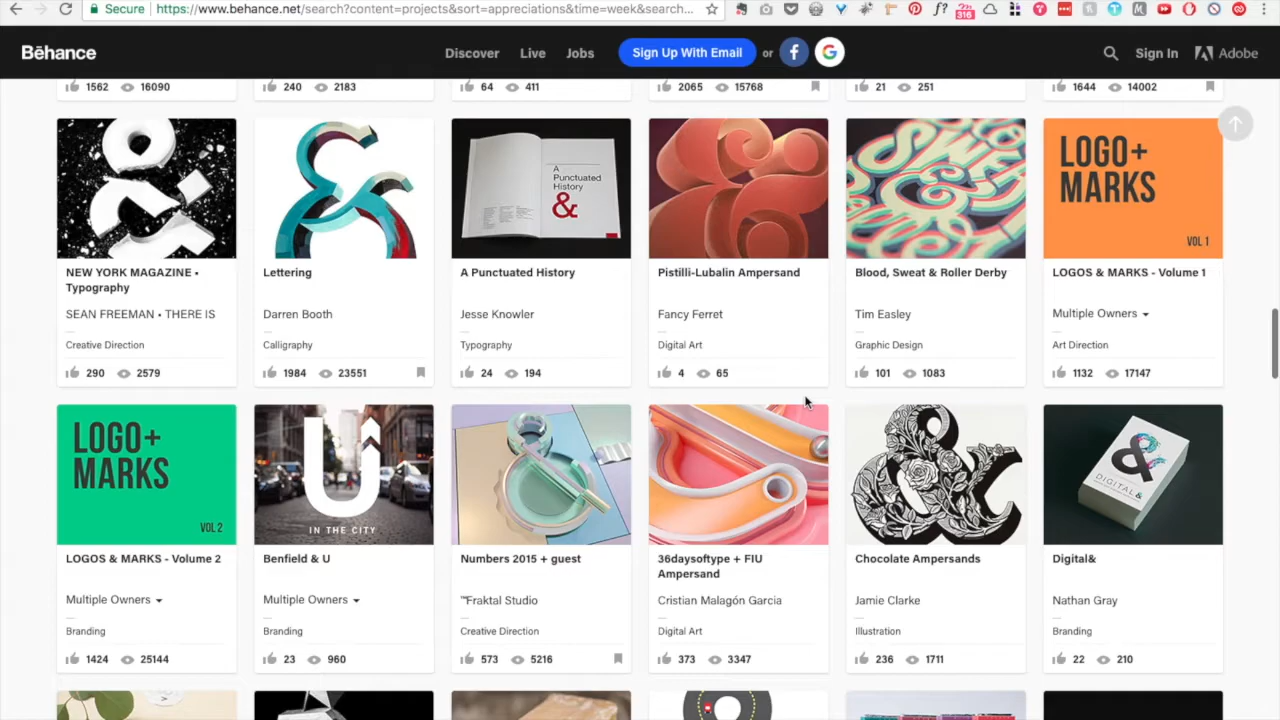 Secure https://www.behance.net/search?content=projects&sort=appreciations&time=week&search...
316
Bēhance Discover Live Jobs Sign Up With Email or f G Sign In Adobe
1562 16090 240 2183 64 411 2065 15768 21 251 1644 14002
A
Punctuated
History
&
SWEAT
&
LOGO+
MARKS
VOL 1
NEW YORK MAGAZINE •
Typography
SEAN FREEMAN • THERE IS
Creative Direction
290 2579
Lettering
Darren Booth
Calligraphy
1984 23551
A Punctuated History
Jesse Knowler
Typography
24 194
Pistilli-Lubalin Ampersand
Fancy Ferret
Digital Art
4 65
Blood, Sweat & Roller Derby
Tim Easley
Graphic Design
101 1083
LOGOS & MARKS - Volume 1
Multiple Owners
Art Direction
1132 17147
LOGO+
MARKS
VOL 2
LOGOS & MARKS - Volume 2
Multiple Owners
Branding
1424 25144
U
IN THE CITY
Benfield & U
Multiple Owners
Branding
23 960
Numbers 2015 + guest
™Fraktal Studio
Creative Direction
573 5216
36daysoftype + FIU
Ampersand
Cristian Malagón Garcia
Digital Art
373 3347
&
Chocolate Ampersands
Jamie Clarke
Illustration
236 1711
&
DIGITAL&
Digital&
Nathan Gray
Branding
22 210